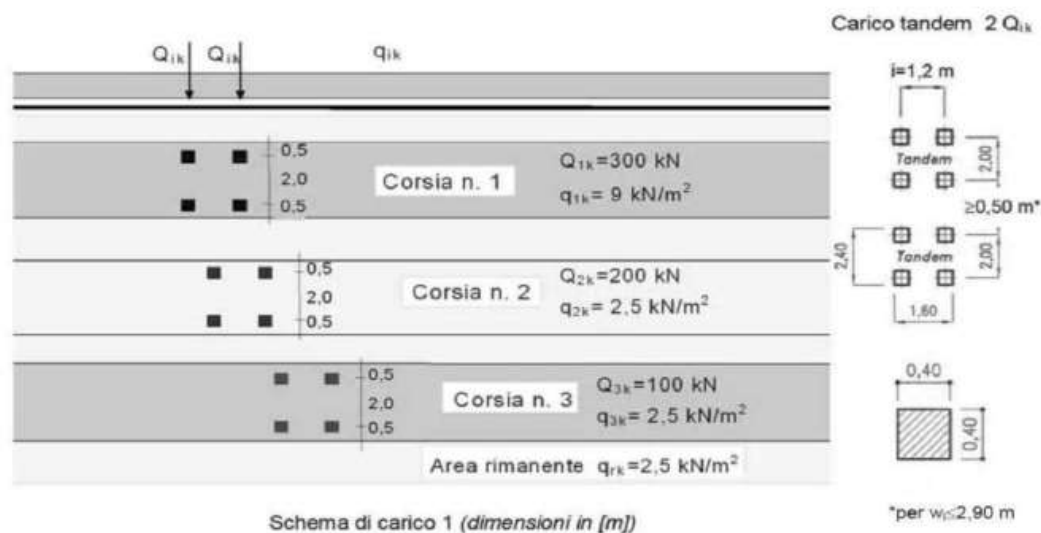 Carico tandem 2 Qik
Qik Qik qik
i=1,2 m
Corsia n. 1
0,5
2,0
0,5
Q1k=300 kN
q1k= 9 kN/m²
Tandem
2,00
≥0,50 m*
Corsia n. 2
0,5
2,0
0,5
Q2k=200 kN
q2k= 2,5 kN/m²
Tandem
2,40
2,00
1,60
Corsia n. 3
0,5
2,0
0,5
Q3k=100 kN
q3k= 2,5 kN/m²
0,40
0,40
Area rimanente qrk=2,5 kN/m²
Schema di carico 1 (dimensioni in [m])
*per wl≤2,90 m